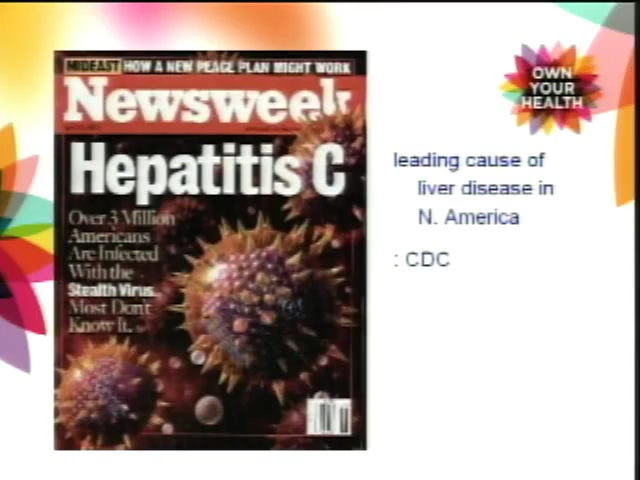 MIDEAST HOW A NEW PEACE PLAN MIGHT WORK
Newsweek
Hepatitis C
Over 3 Million
Americans
Are Infected
With the
Stealth Virus.
Most Don't
Know It.
OWN
YOUR
HEALTH
leading cause of
liver disease in
N. America
: CDC